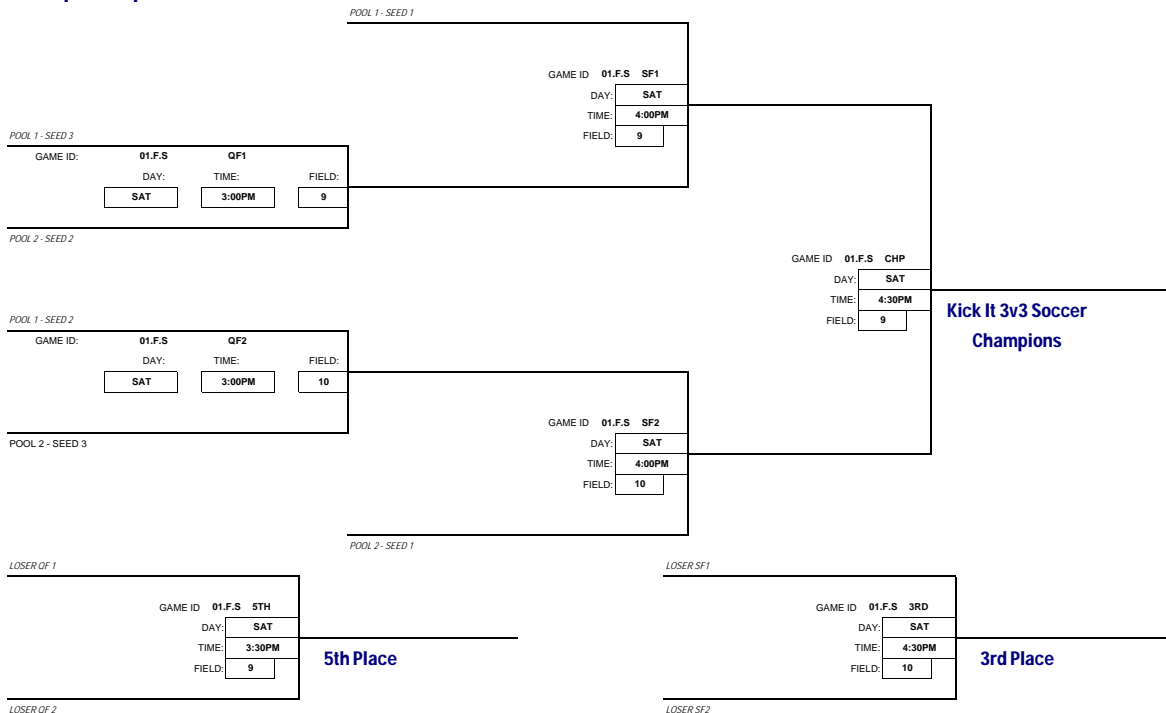 POOL 1 - SEED 1
GAME ID 01.F.S SF1
DAY: SAT
TIME: 4:00PM
FIELD: 9
POOL 1 - SEED 3
GAME ID: 01.F.S QF1
DAY: TIME: FIELD:
SAT 3:00PM 9
POOL 2 - SEED 2
GAME ID 01.F.S CHP
DAY: SAT
TIME: 4:30PM
FIELD: 9
Kick It 3v3 Soccer
Champions
POOL 1 - SEED 2
GAME ID: 01.F.S QF2
DAY: TIME: FIELD:
SAT 3:00PM 10
POOL 2 - SEED 3
GAME ID 01.F.S SF2
DAY: SAT
TIME: 4:00PM
FIELD: 10
POOL 2 - SEED 1
LOSER QF 1
GAME ID 01.F.S 5TH
DAY: SAT
TIME: 3:30PM
FIELD: 9
5th Place
LOSER QF 2
LOSER SF1
GAME ID 01.F.S 3RD
DAY: SAT
TIME: 4:30PM
FIELD: 10
3rd Place
LOSER SF2